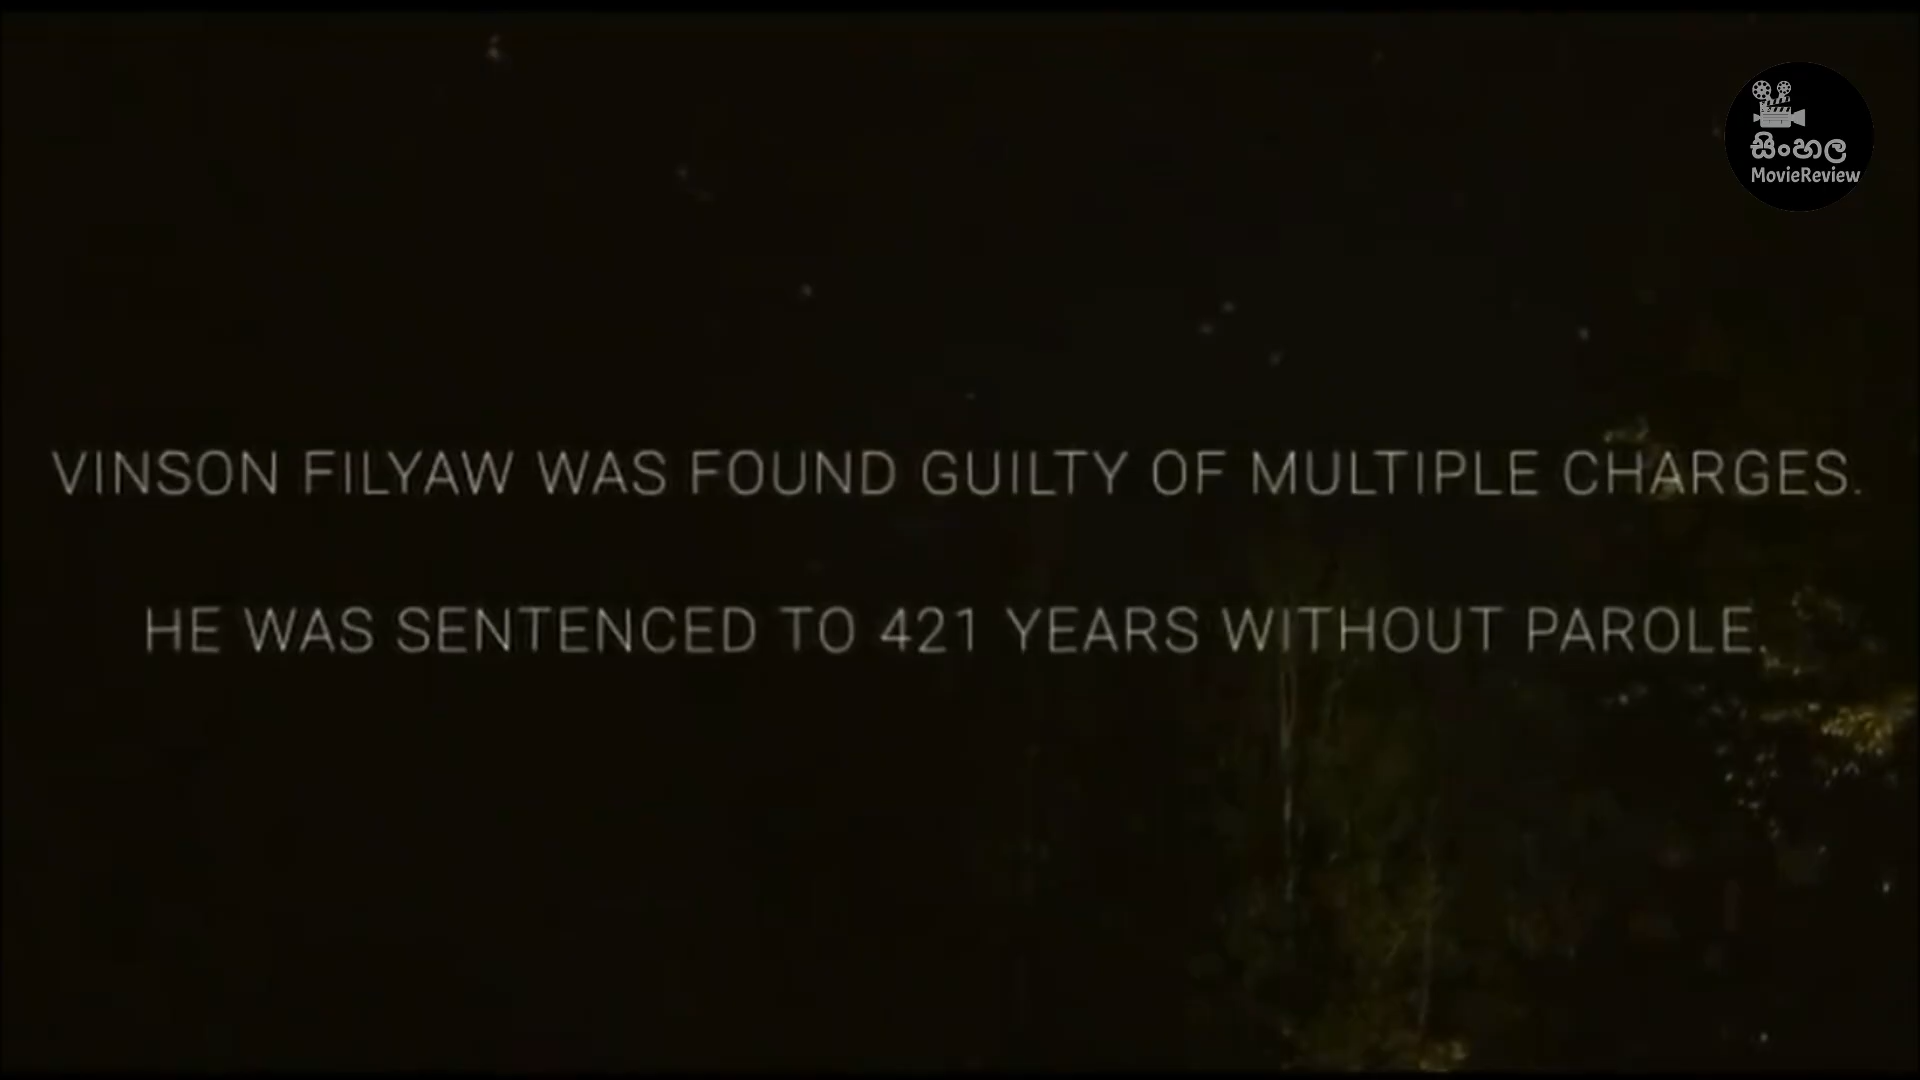 සිංහල
MovieReview
VINSON FILYAW WAS FOUND GUILTY OF MULTIPLE CHARGES.
HE WAS SENTENCED TO 421 YEARS WITHOUT PAROLE.